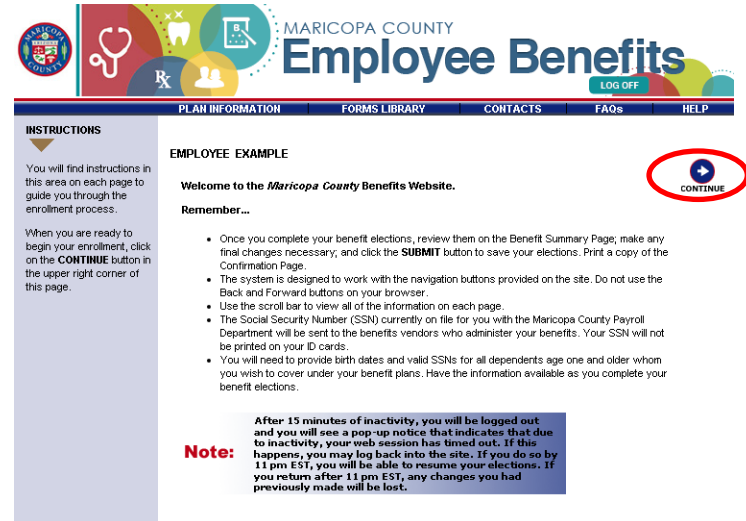 MARICOPA COUNTY
Employee Benefits
LOG OFF
MARICOPA
ARIZONA
COUNTY
Rx
B
PLAN INFORMATION FORMS LIBRARY CONTACTS FAQs HELP
INSTRUCTIONS
You will find instructions in
this area on each page to
guide you through the
enrollment process.
When you are ready to
begin your enrollment, click
on the CONTINUE button in
the upper right corner of
this page.
EMPLOYEE EXAMPLE
CONTINUE
Welcome to the Maricopa County Benefits Website.
Remember...
• Once you complete your benefit elections, review them on the Benefit Summary Page; make any
final changes necessary; and click the SUBMIT button to save your elections. Print a copy of the
Confirmation Page.
• The system is designed to work with the navigation buttons provided on the site. Do not use the
Back and Forward buttons on your browser.
• Use the scroll bar to view all of the information on each page.
• The Social Security Number (SSN) currently on file for you with the Maricopa County Payroll
Department will be sent to the benefits vendors who administer your benefits. Your SSN will not
be printed on your ID cards.
• You will need to provide birth dates and valid SSNs for all dependents age one and older whom
you wish to cover under your benefit plans. Have the information available as you complete your
benefit elections.
Note:
After 15 minutes of inactivity, you will be logged out
and you will see a pop-up notice that indicates that due
to inactivity, your web session has timed out. If this
happens, you may log back into the site. If you do so by
11 pm EST, you will be able to resume your elections. If
you return after 11 pm EST, any changes you had
previously made will be lost.